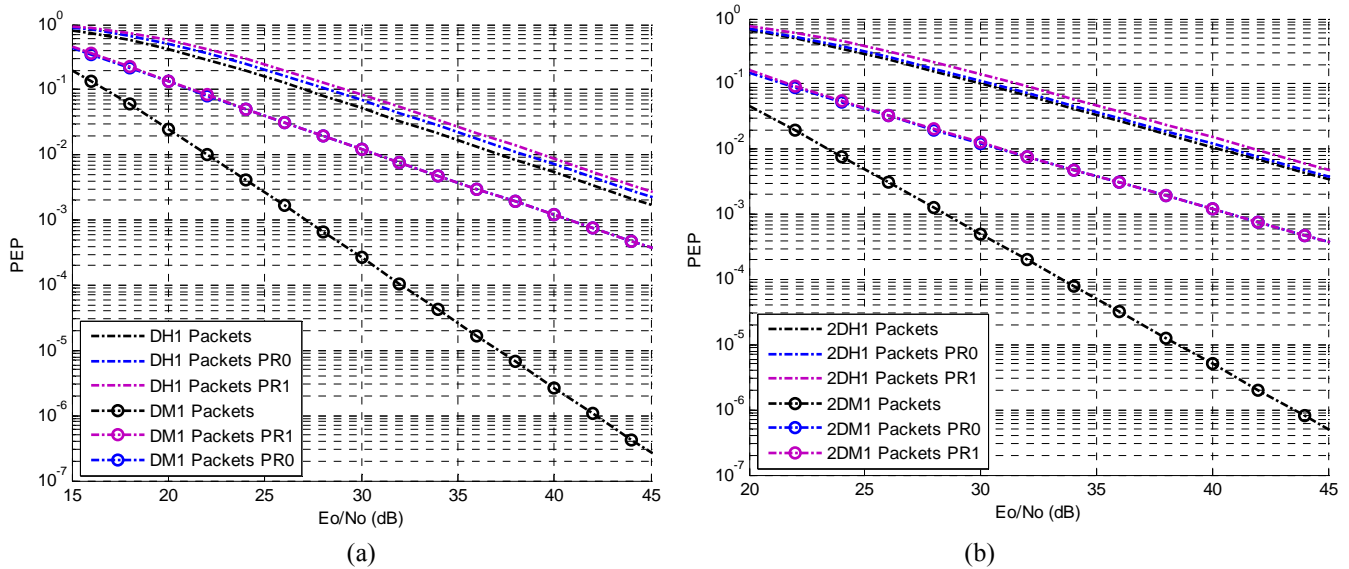 10^0
10^-1
10^-2
10^-3
10^-4
10^-5
10^-6
10^-7
PEP
15 20 25 30 35 40 45
Eo/No (dB)
DH1 Packets
DH1 Packets PR0
DH1 Packets PR1
DM1 Packets
DM1 Packets PR1
DM1 Packets PR0
(a)
10^0
10^-1
10^-2
10^-3
10^-4
10^-5
10^-6
10^-7
PEP
20 25 30 35 40 45
Eo/No (dB)
2DH1 Packets
2DH1 Packets PR0
2DH1 Packets PR1
2DM1 Packets
2DM1 Packets PR0
2DM1 Packets PR1
(b)